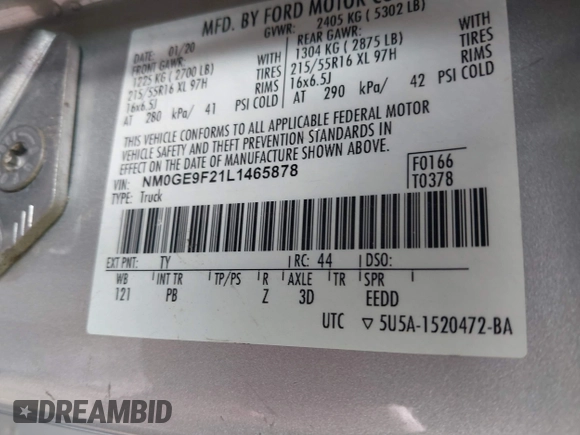 MFD. BY FORD MOTOR CO
DATE: 01/20 GVWR: 2405 KG ( 5302 LB)
FRONT GAWR: REAR GAWR:
1225 KG ( 2700 LB) 1304 KG ( 2875 LB)
215/55R16 XL 97H TIRES 215/55R16 XL 97H TIRES
16x6.5J RIMS 16x6.5J RIMS
AT 280 kPa/ 41 PSI COLD AT 290 kPa/ 42 PSI COLD
THIS VEHICLE CONFORMS TO ALL APPLICABLE FEDERAL MOTOR
VEHICLE SAFETY AND THEFT PREVENTION STANDARDS IN
EFFECT ON THE DATE OF MANUFACTURE SHOWN ABOVE.
VIN: NM0GE9F21L1465878 F0166
TYPE: Truck T0378
EXT PNT: TY RC: 44 DSO:
WB INT TR TP/PS R AXLE TR SPR
121 PB Z 3D EEDD
UTC ▽ 5U5A-1520472-BA
DREAMBID